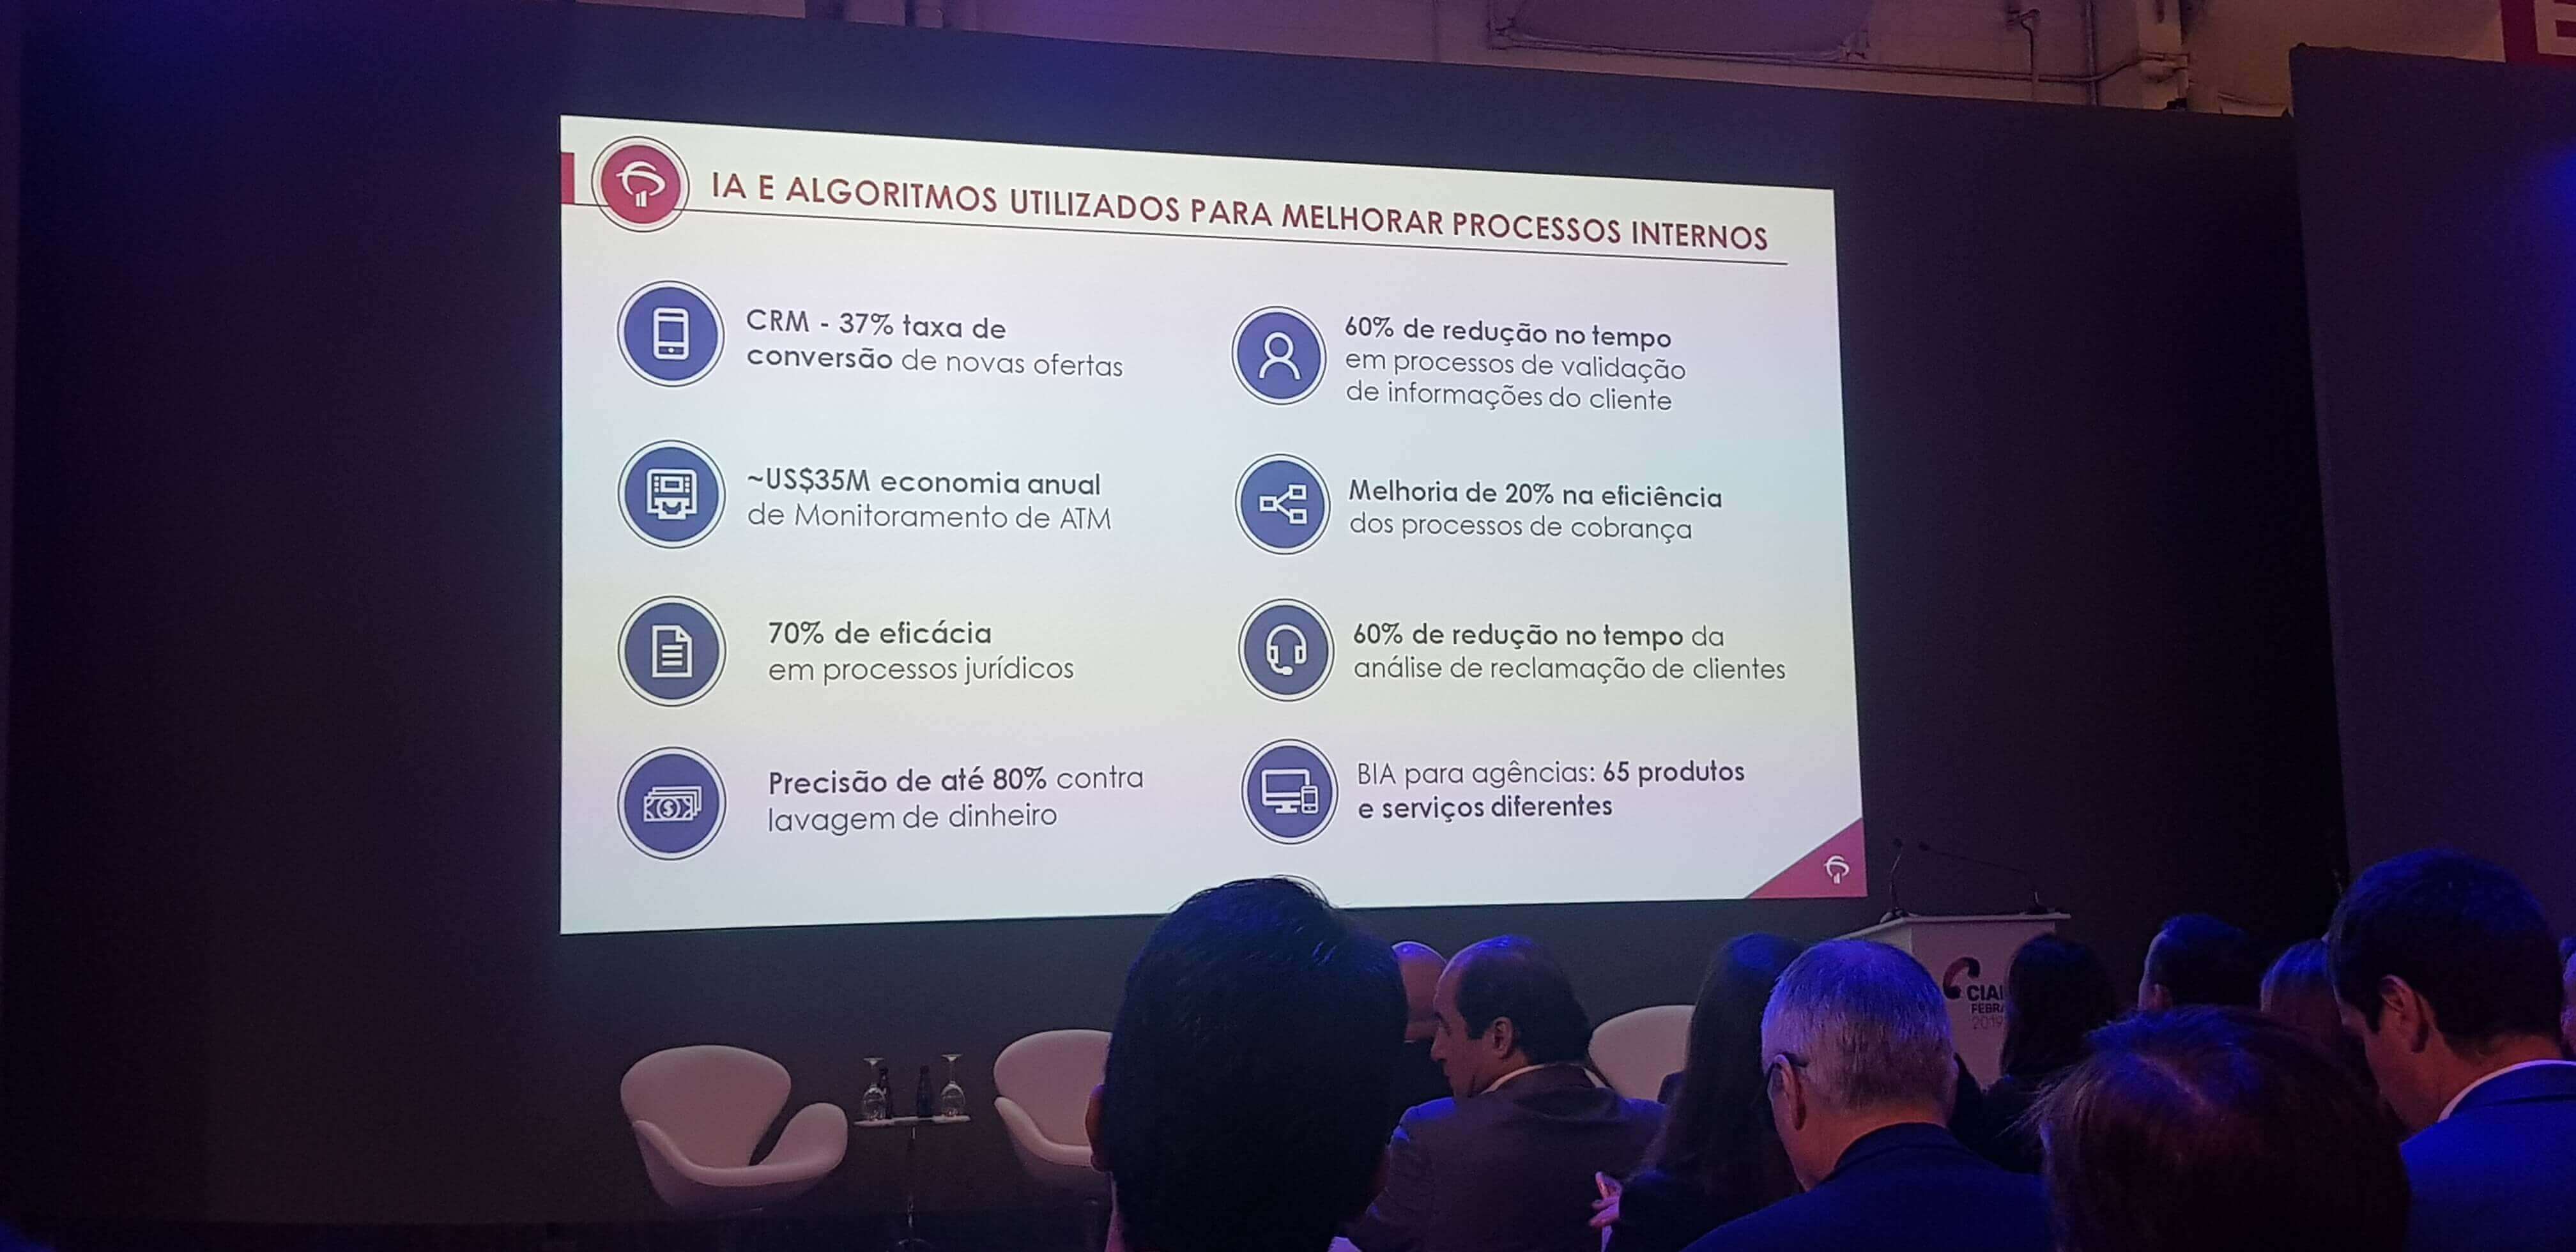 IA E ALGORITMOS UTILIZADOS PARA MELHORAR PROCESSOS INTERNOS
CRM - 37% taxa de
conversão de novas ofertas
~US$35M economia anual
de Monitoramento de ATM
70% de eficácia
em processos jurídicos
Precisão de até 80% contra
lavagem de dinheiro
60% de redução no tempo
em processos de validação
de informações do cliente
Melhoria de 20% na eficiência
dos processos de cobrança
60% de redução no tempo da
análise de reclamação de clientes
BIA para agências: 65 produtos
e serviços diferentes
CIA
FEBRA
2019